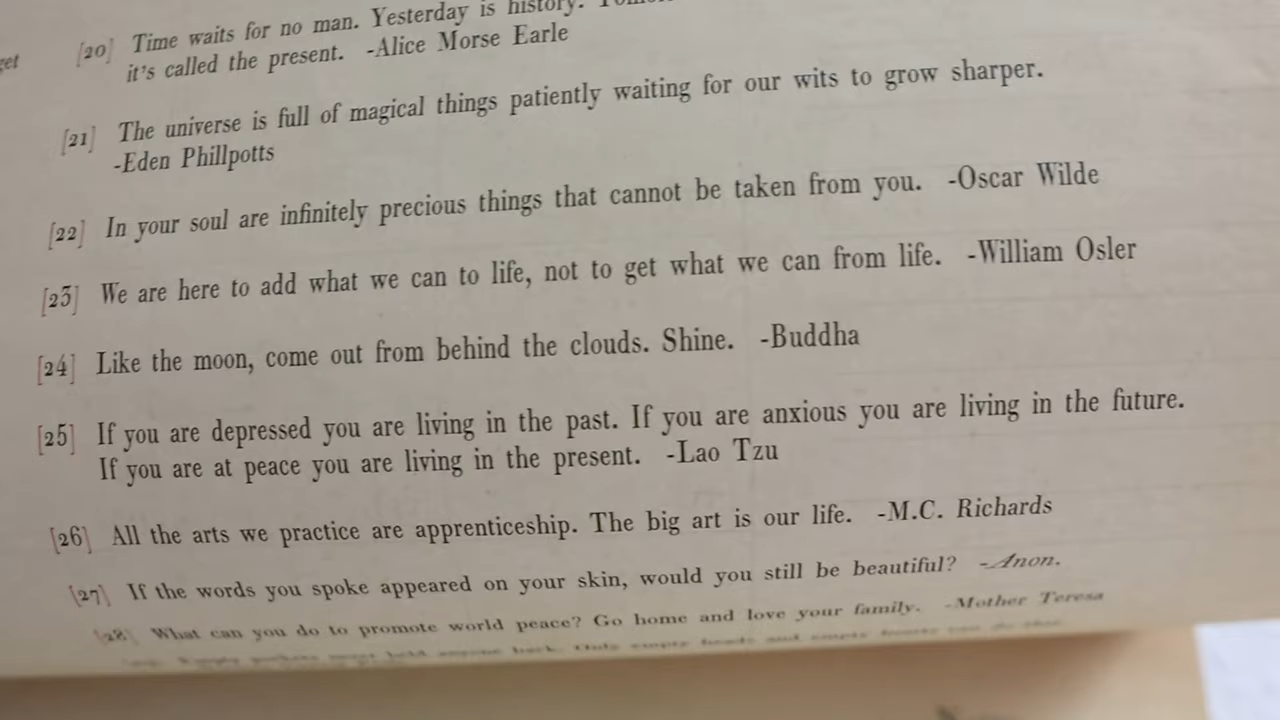 [20] Time waits for no man. Yesterday is history.
get
it's called the present. -Alice Morse Earle
[21] The universe is full of magical things patiently waiting for our wits to grow sharper.
-Eden Phillpotts
[22] In your soul are infinitely precious things that cannot be taken from you. -Oscar Wilde
[23] We are here to add what we can to life, not to get what we can from life. -William Osler
[24] Like the moon, come out from behind the clouds. Shine. -Buddha
[25] If you are depressed you are living in the past. If you are anxious you are living in the future.
If you are at peace you are living in the present. -Lao Tzu
[26] All the arts we practice are apprenticeship. The big art is our life. -M.C. Richards
[27] If the words you spoke appeared on your skin, would you still be beautiful? -Anon.
[28] What can you do to promote world peace? Go home and love your family. -Mother Teresa